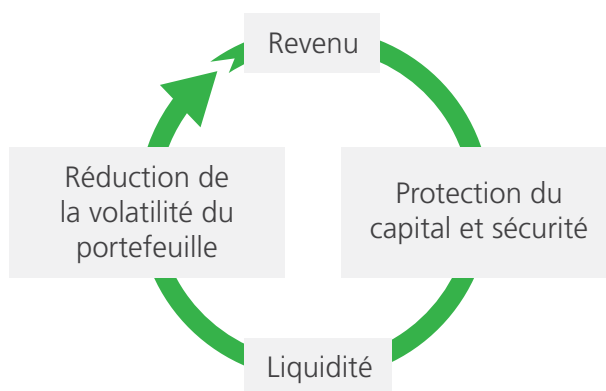 Revenu
Protection du
capital et sécurité
Liquidité
Réduction de
la volatilité du
portefeuille